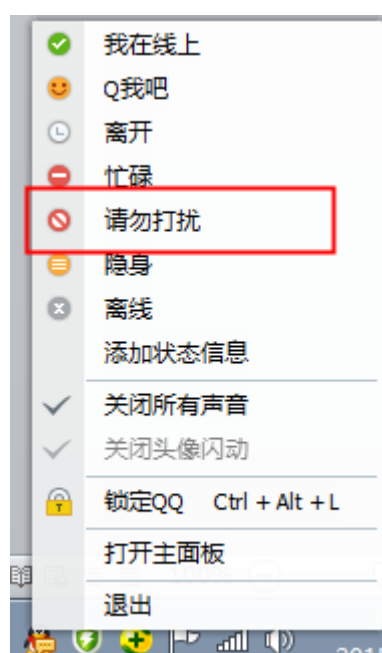 我在线上
Q我吧
离开
忙碌
请勿打扰
隐身
离线
添加状态信息
关闭所有声音
关闭头像闪动
锁定QQ Ctrl + Alt + L
打开主面板
退出